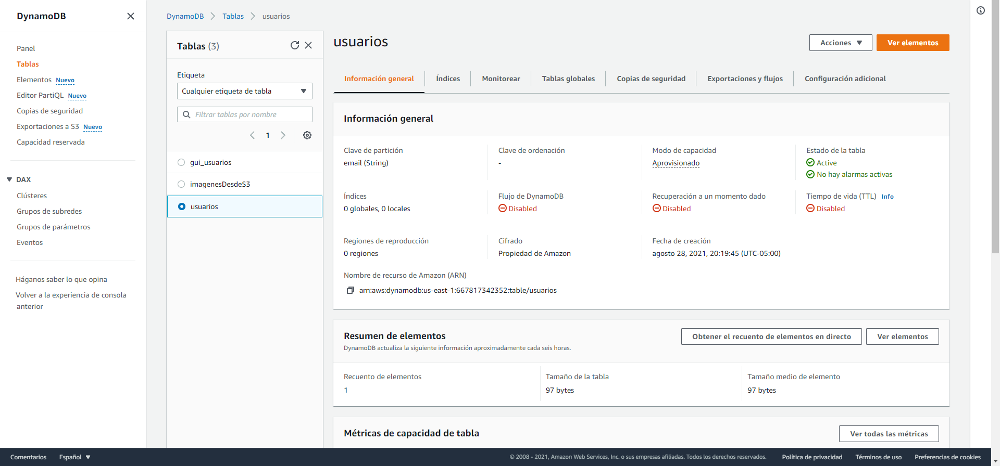 DynamoDB
Panel
Tablas
Elementos Nuevo
Editor PartiQL Nuevo
Copias de seguridad
Exportaciones a S3 Nuevo
Capacidad reservada
DAX
Clústeres
Grupos de subredes
Grupos de parámetros
Eventos
Háganos saber lo que opina
Volver a la experiencia de consola
anterior
DynamoDB Tablas usuarios
Tablas (3)
Etiqueta
Cualquier etiqueta de tabla
Filtrar tablas por nombre
1
gui_usuarios
imagenesDesdeS3
usuarios
usuarios
Acciones Ver elementos
Información general Índices Monitorear Tablas globales Copias de seguridad Exportaciones y flujos Configuración adicional
Información general
Clave de partición Clave de ordenación Modo de capacidad Estado de la tabla
email (String) - Aprovisionado Active
No hay alarmas activas
Índices Flujo de DynamoDB Recuperación a un momento dado Tiempo de vida (TTL) Info
0 globales, 0 locales Disabled Disabled Disabled
Regiones de reproducción Cifrado Fecha de creación
0 regiones Propiedad de Amazon agosto 28, 2021, 20:19:45 (UTC-05:00)
Nombre de recurso de Amazon (ARN)
arn:aws:dynamodb:us-east-1:667817342352:table/usuarios
Resumen de elementos Obtener el recuento de elementos en directo Ver elementos
DynamoDB actualiza la siguiente información aproximadamente cada seis horas.
Recuento de elementos Tamaño de la tabla Tamaño medio de elemento
1 97 bytes 97 bytes
Métricas de capacidad de tabla Ver todas las métricas
Comentarios Español © 2008 - 2021, Amazon Web Services, Inc. o sus empresas afiliadas. Todos los derechos reservados. Política de privacidad Términos de uso Preferencias de cookies